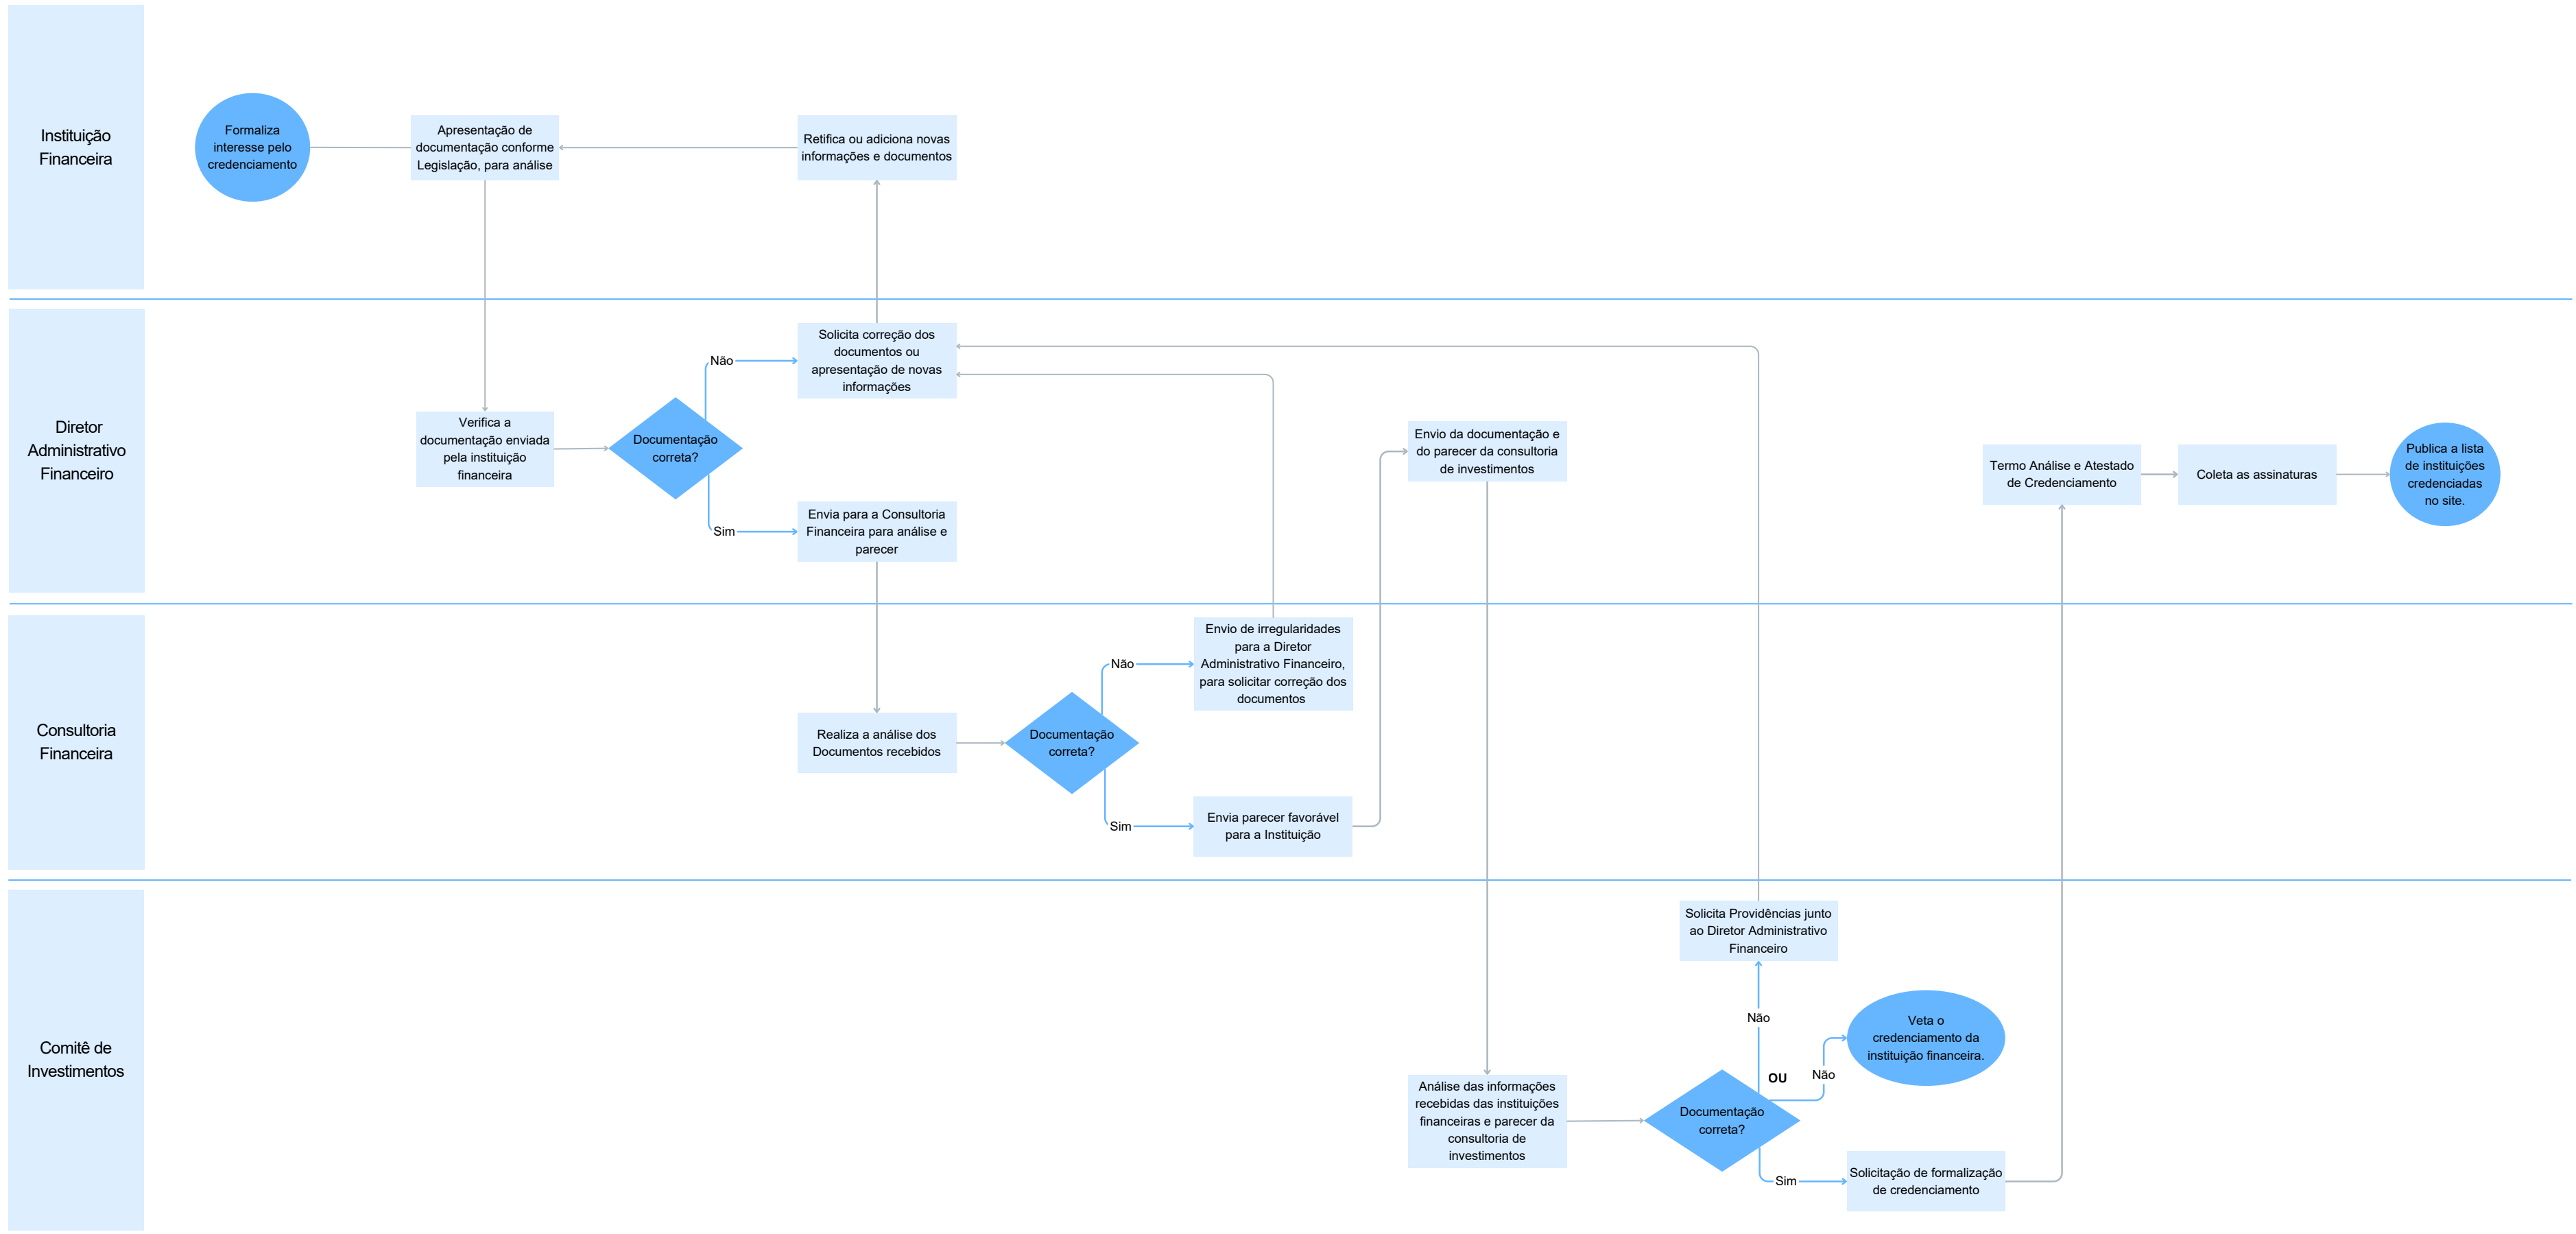 Instituição
Financeira
Formaliza
interesse pelo
credenciamento
Apresentação de
documentação conforme
Legislação, para análise
Retifica ou adiciona novas
informações e documentos
Diretor
Administrativo
Financeiro
Verifica a
documentação enviada
pela instituição
financeira
Documentação
correta?
Não
Solicita correção dos
documentos ou
apresentação de novas
informações
Sim
Envia para a Consultoria
Financeira para análise e
parecer
Envio da documentação e
do parecer da consultoria
de investimentos
Termo Análise e Atestado
de Credenciamento
Coleta as assinaturas
Publica a lista
de instituições
credenciadas
no site.
Consultoria
Financeira
Realiza a análise dos
Documentos recebidos
Documentação
correta?
Não
Envio de irregularidades
para a Diretor
Administrativo Financeiro,
para solicitar correção dos
documentos
Sim
Envia parecer favorável
para a Instituição
Comitê de
Investimentos
Análise das informações
recebidas das instituições
financeiras e parecer da
consultoria de
investimentos
Documentação
correta?
Não
Solicita Providências junto
ao Diretor Administrativo
Financeiro
OU
Não
Veta o
credenciamento da
instituição financeira.
Sim
Solicitação de formalização
de credenciamento